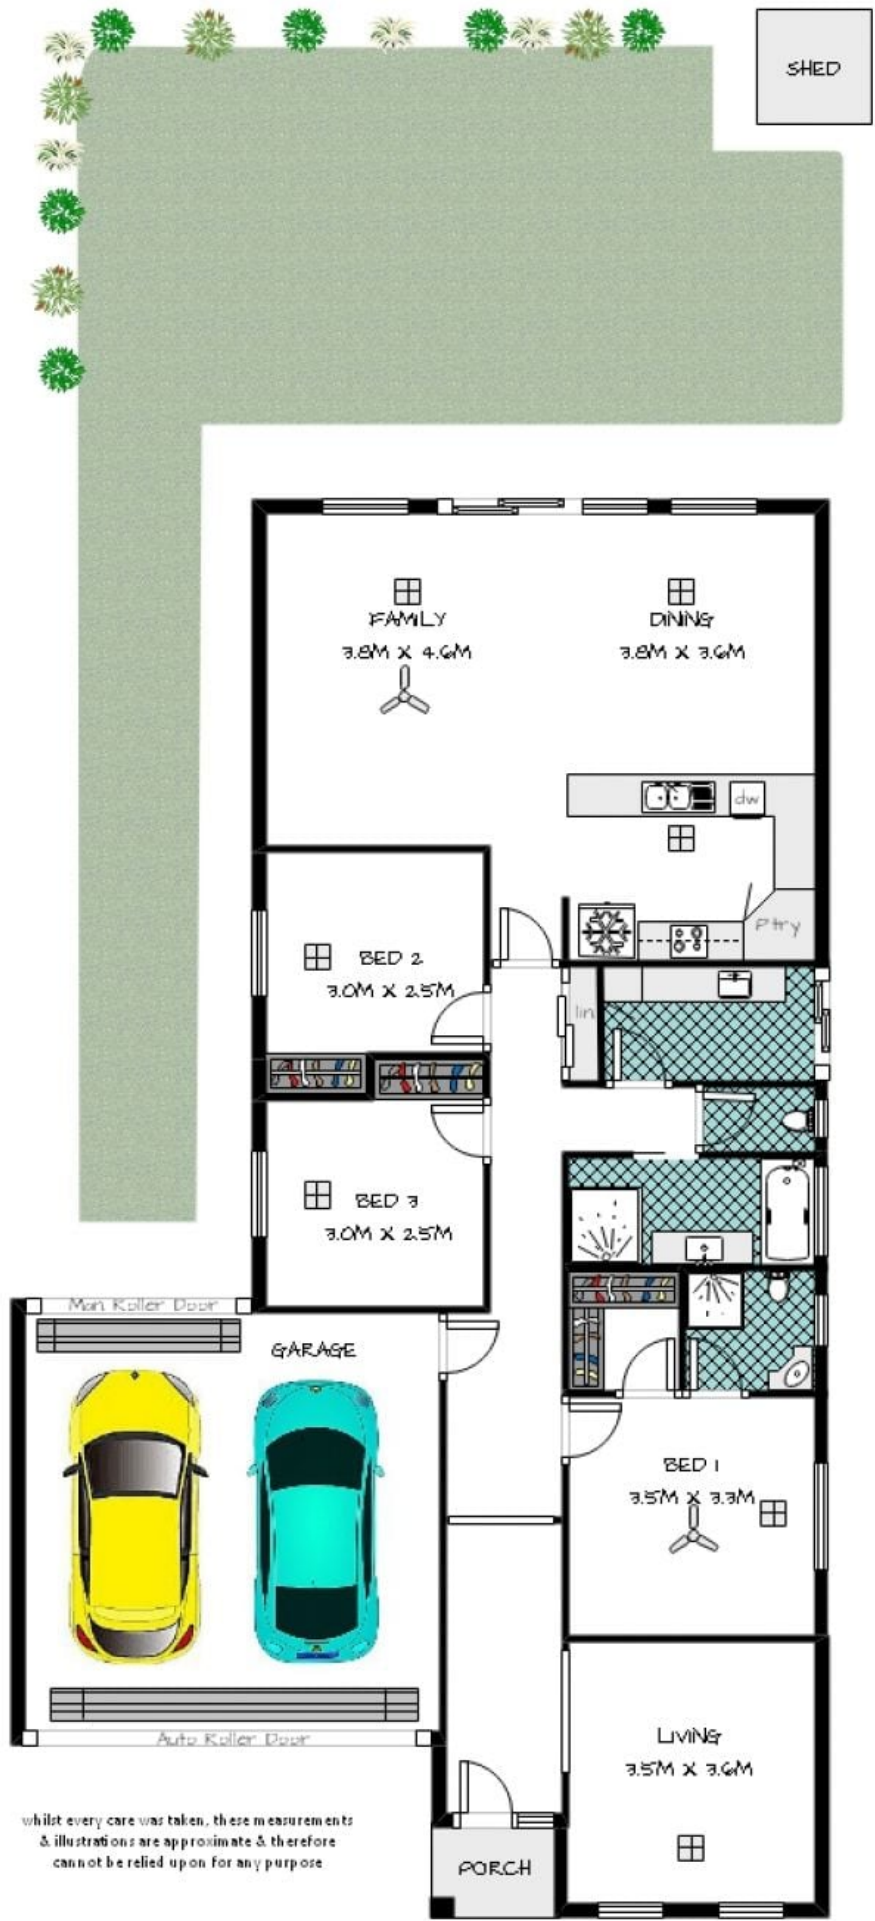 SHED
FAMILY
3.8M X 4.6M
DINING
3.8M X 3.6M
dw
Ptry
BED 2
3.0M X 2.5M
lin
BED 3
3.0M X 2.5M
Man. Roller Door
GARAGE
BED 1
3.5M X 3.3M
Auto Roller Door
LIVING
3.5M X 3.6M
whilst every care was taken, these measurements
& illustrations are approximate & therefore
cannot be relied upon for any purpose
PORCH